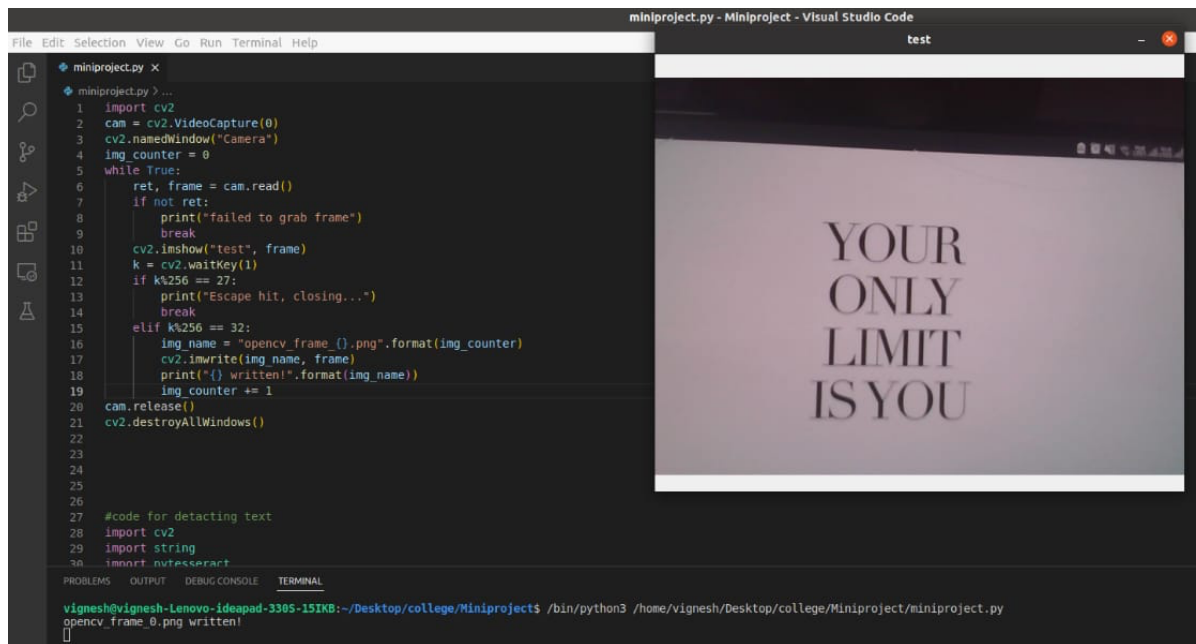 miniproject.py - Miniproject - Visual Studio Code
File Edit Selection View Go Run Terminal Help
test
miniproject.py ×
miniproject.py > ...
1 import cv2
2 cam = cv2.VideoCapture(0)
3 cv2.namedWindow("Camera")
4 img_counter = 0
5 while True:
6 ret, frame = cam.read()
7 if not ret:
8 print("failed to grab frame")
9 break
10 cv2.imshow("test", frame)
11 k = cv2.waitKey(1)
12 if k%256 == 27:
13 print("Escape hit, closing...")
14 break
15 elif k%256 == 32:
16 img_name = "opencv_frame_{}.png".format(img_counter)
17 cv2.imwrite(img_name, frame)
18 print("{} written!".format(img_name))
19 img_counter += 1
20 cam.release()
21 cv2.destroyAllWindows()
22
23
24
25
26
27 #code for detacting text
28 import cv2
29 import string
30 import pytesseract
YOUR
ONLY
LIMIT
IS YOU
PROBLEMS OUTPUT DEBUG CONSOLE TERMINAL
vignesh@vignesh-Lenovo-ideapad-330S-15IKB:~/Desktop/college/Miniproject$ /bin/python3 /home/vignesh/Desktop/college/Miniproject/miniproject.py
opencv_frame_0.png written!